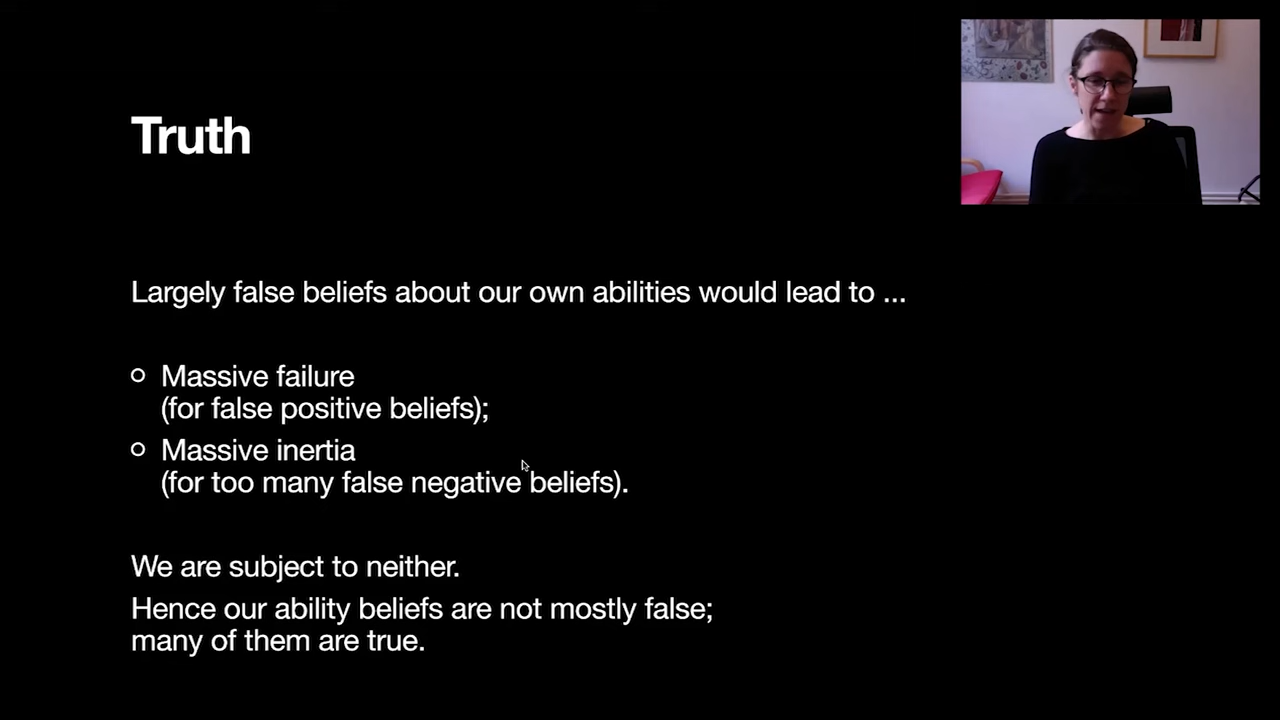 Truth
Largely false beliefs about our own abilities would lead to ...
Massive failure
(for false positive beliefs);
Massive inertia
(for too many false negative beliefs).
We are subject to neither.
Hence our ability beliefs are not mostly false;
many of them are true.